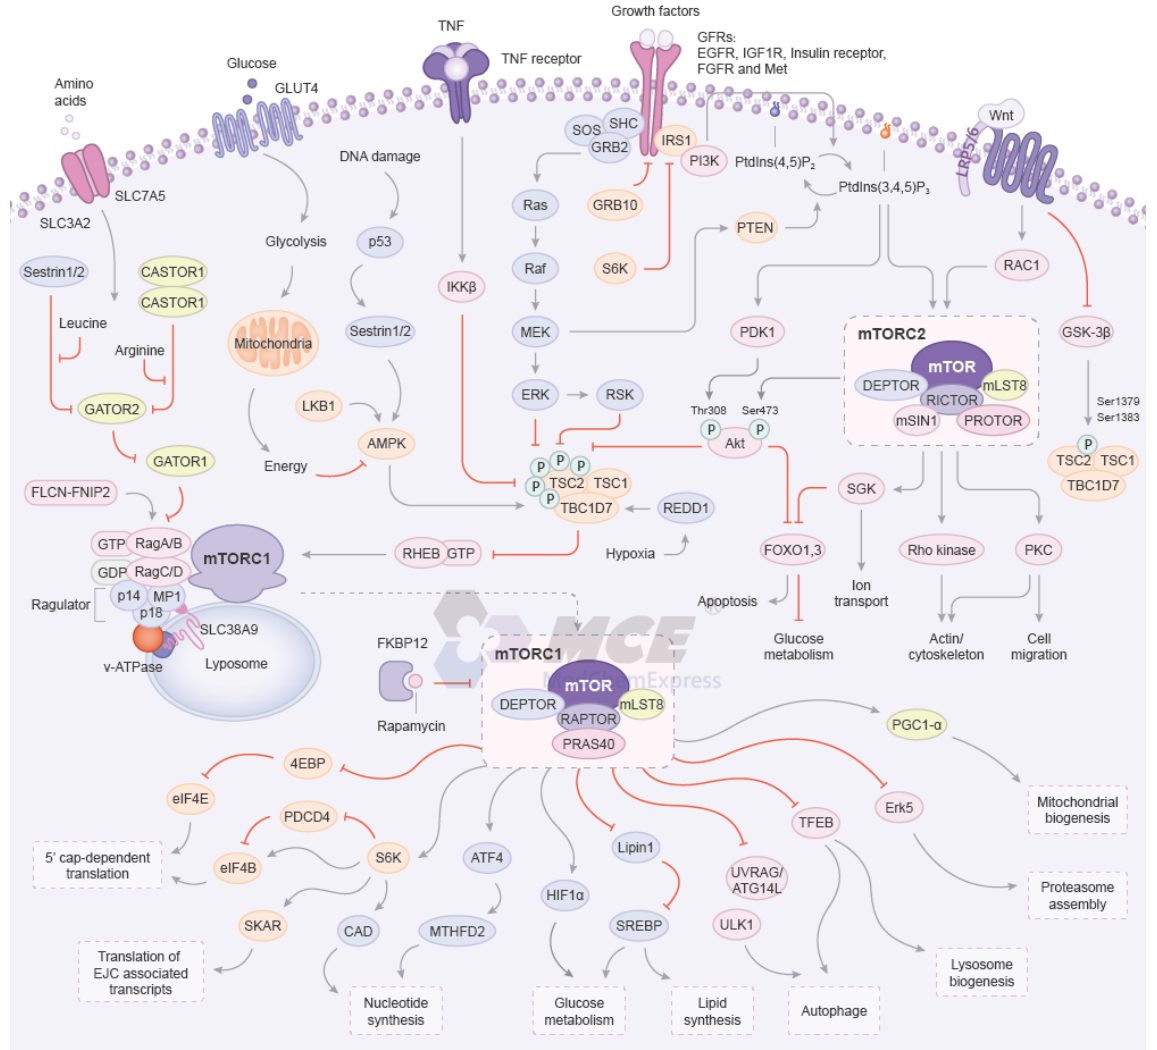 Growth factors
TNF
GFRs:
EGFR, IGF1R, Insulin receptor,
FGFR and Met
TNF receptor
Glucose
GLUT4
Amino
acids
SLC7A5
SLC3A2
DNA damage
SOS
SHC
GRB2
IRS1
PI3K
PtdIns(4,5)P₂
PtdIns(3,4,5)P₃
Wnt
LRP5/6
Ras
GRB10
PTEN
Glycolysis
p53
Sestrin1/2
CASTOR1
CASTOR1
IKKβ
Raf
S6K
RAC1
Leucine
Arginine
Mitochondria
Sestrin1/2
MEK
PDK1
mTORC2
mTOR
DEPTOR
mLST8
RICTOR
mSIN1
PROTOR
GSK-3β
Ser1379
Ser1383
P
TSC2
TSC1
TBC1D7
GATOR2
LKB1
AMPK
ERK
RSK
Thr308
Ser473
P
P
Akt
GATOR1
Energy
P
P
P
P
P
TSC2
TSC1
TBC1D7
REDD1
Hypoxia
SGK
FLCN-FNIP2
GTP
RagA/B
GDP
RagC/D
mTORC1
RHEB
GTP
FOXO1,3
Rho kinase
PKC
Ragulator
p14
MP1
p18
SLC38A9
v-ATPase
Lyposome
Apoptosis
Ion
transport
Glucose
metabolism
Actin/
cytoskeleton
Cell
migration
MCE
MedChemExpress
FKBP12
Rapamycin
mTORC1
mTOR
DEPTOR
mLST8
RAPTOR
PRAS40
PGC1-α
4EBP
eIF4E
PDCD4
eIF4B
S6K
ATF4
Lipin1
TFEB
Erk5
Mitochondrial
biogenesis
5′ cap-dependent
translation
HIF1α
UVRAG/
ATG14L
Proteasome
assembly
SKAR
CAD
MTHFD2
SREBP
ULK1
Translation of
EJC associated
transcripts
Nucleotide
synthesis
Glucose
metabolism
Lipid
synthesis
Autophage
Lysosome
biogenesis